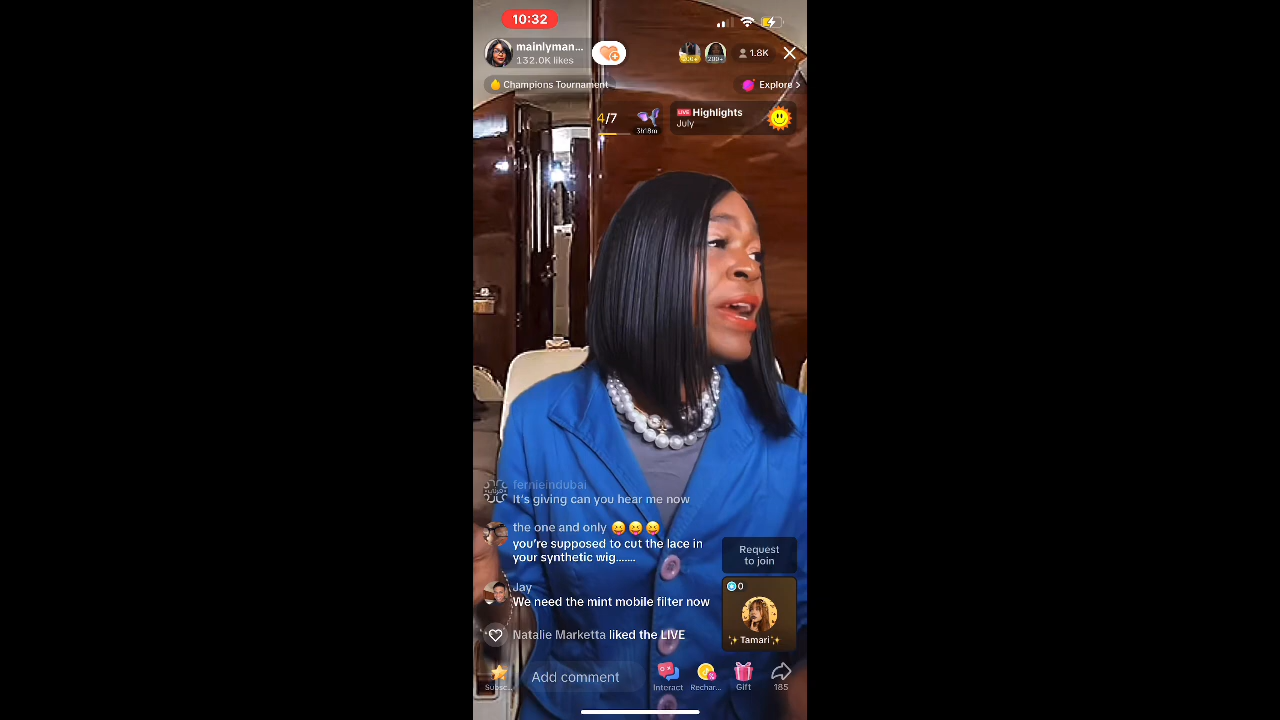 10:32
mainlyman...
132.0K likes
200+
1.8K
Champions Tournament
Explore >
4/7
3h18m
LIVE Highlights
July
fernieindubai
It's giving can you hear me now
the one and only 😛😛😛
you're supposed to cut the lace in
your synthetic wig.......
Request
to join
Jay
We need the mint mobile filter now
0
✨Tamari✨
Natalie Marketta liked the LIVE
Subsc...
Add comment
Interact
Rechar...
Gift
185